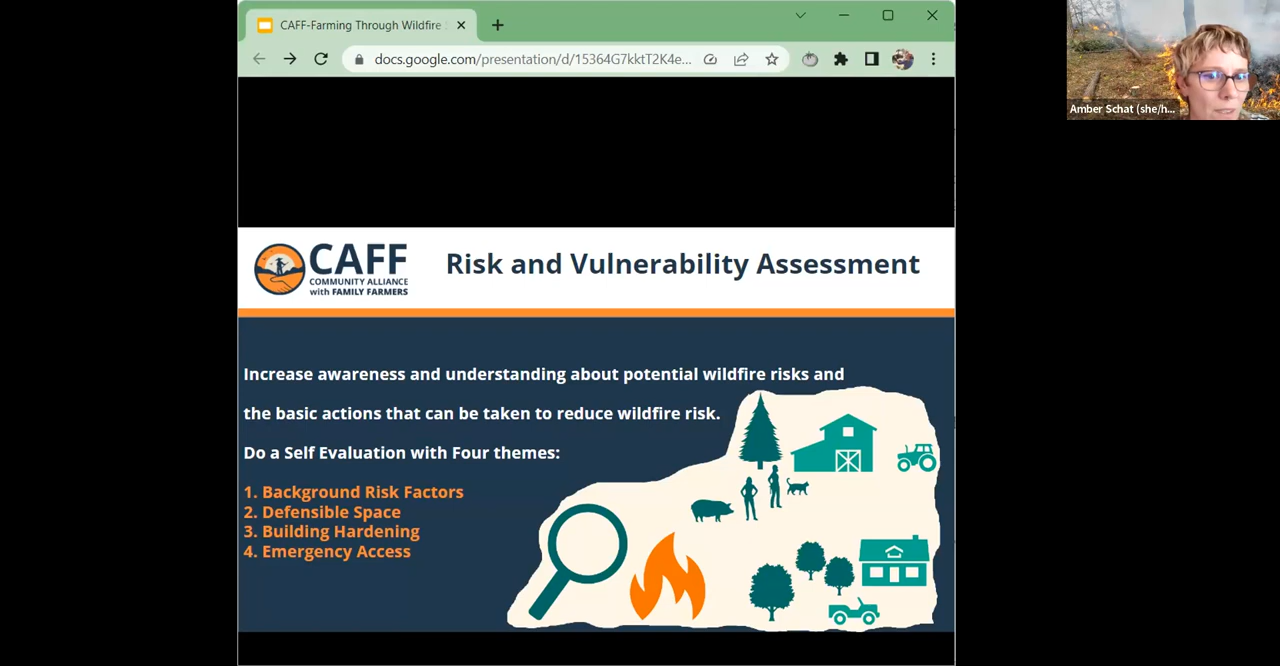 CAFF-Farming Through Wildfire
docs.google.com/presentation/d/15364G7kktT2K4e...
Amber Schat (she/h...
CAFF
COMMUNITY ALLIANCE
with FAMILY FARMERS
Risk and Vulnerability Assessment
Increase awareness and understanding about potential wildfire risks and
the basic actions that can be taken to reduce wildfire risk.
Do a Self Evaluation with Four themes:
1. Background Risk Factors
2. Defensible Space
3. Building Hardening
4. Emergency Access